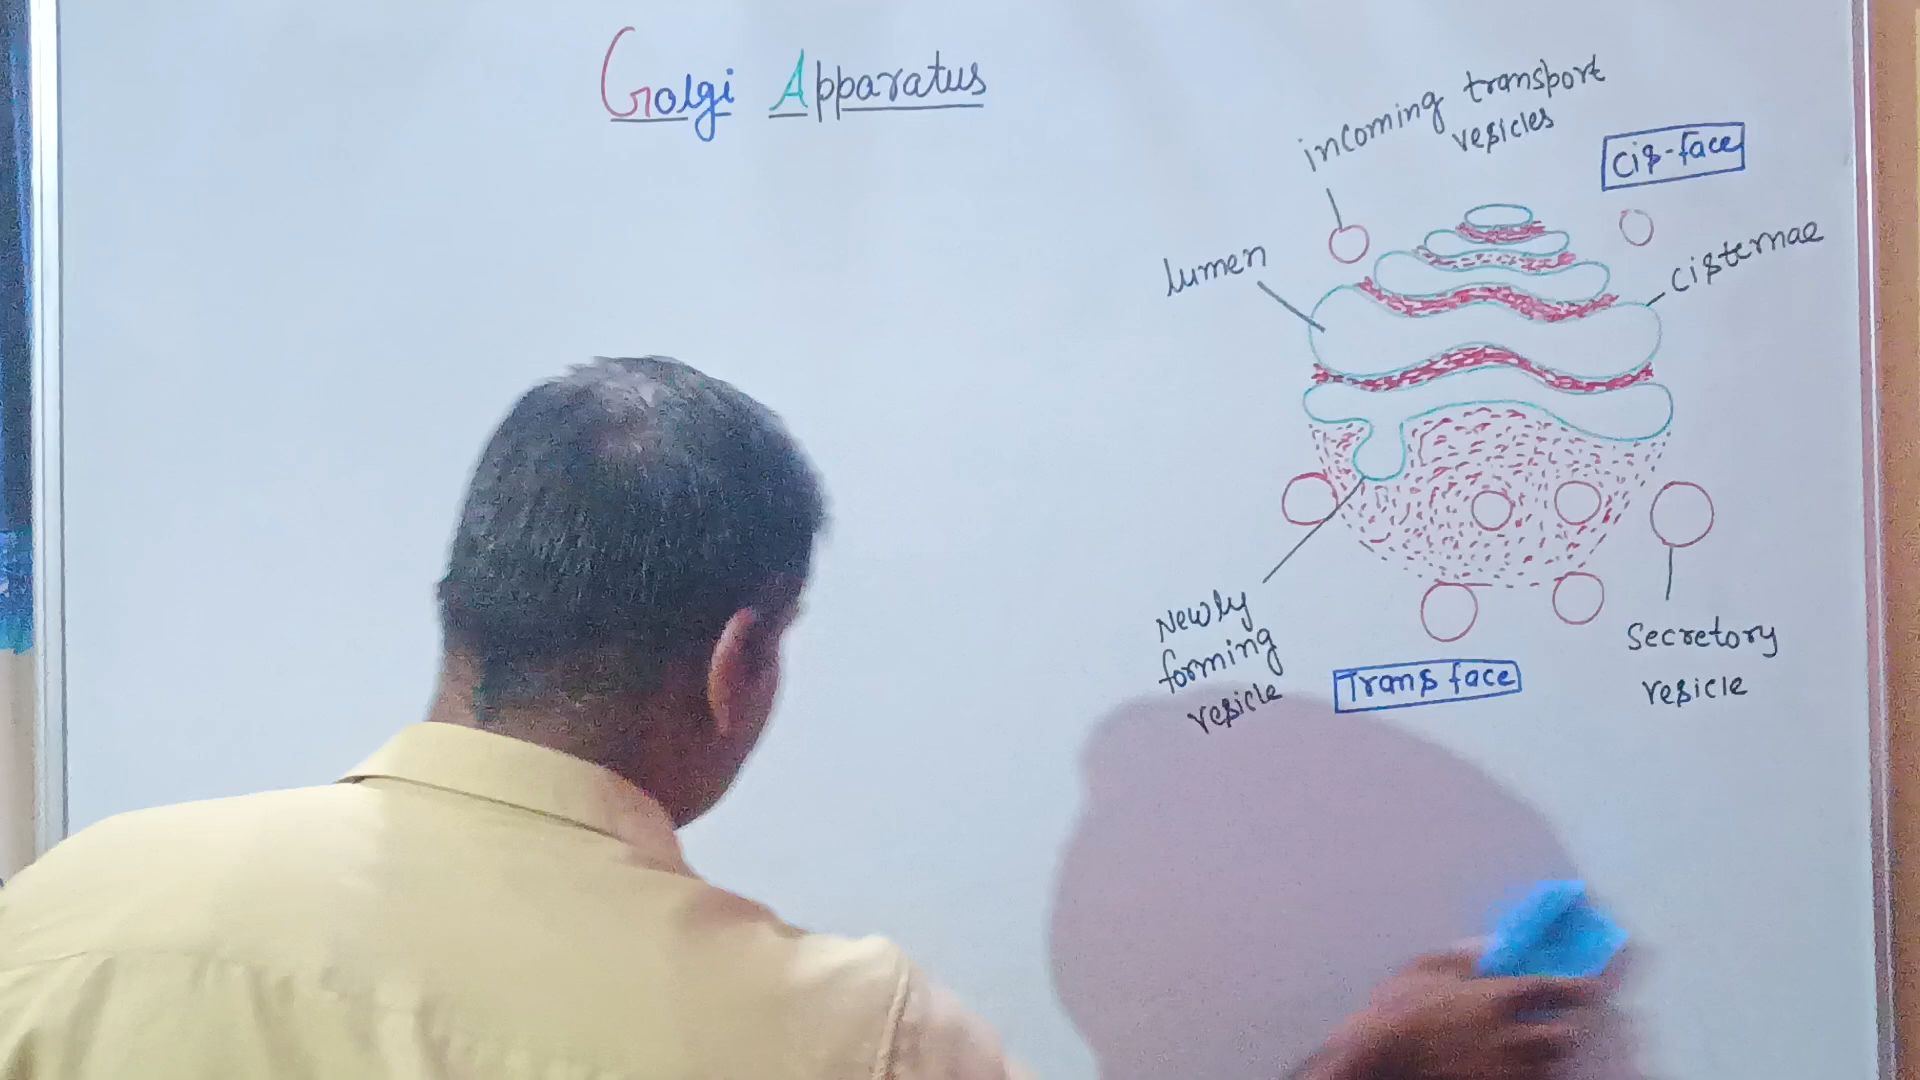 Golgi Apparatus
incoming transport
vesicles
cis-face
lumen
cisternae
Newly
forming
vesicle
Secretory
vesicle
Trans face